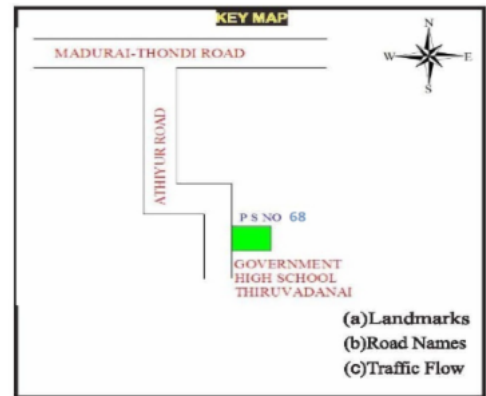 KEY MAP
MADURAI-THONDI ROAD
N
W
E
S
ATHIYUR ROAD
P S NO 68
GOVERNMENT
HIGH SCHOOL
THIRUVADANAI
(a)Landmarks
(b)Road Names
(c)Traffic Flow